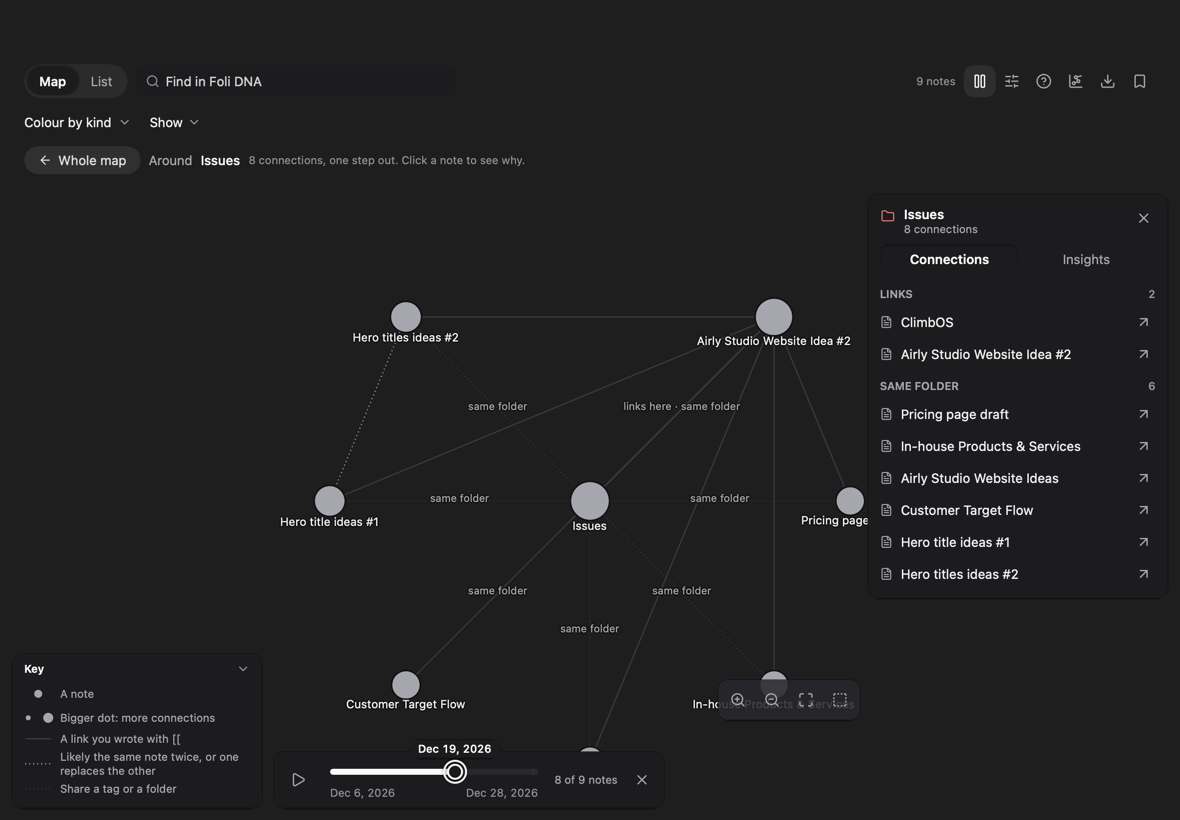 Map
List
Find in Foli DNA
9 notes
Colour by kind
Show
Whole map
Around Issues 8 connections, one step out. Click a note to see why.
Issues
8 connections
Connections
Insights
LINKS 2
ClimbOS
Airly Studio Website Idea #2
SAME FOLDER 6
Pricing page draft
In-house Products & Services
Airly Studio Website Ideas
Customer Target Flow
Hero title ideas #1
Hero titles ideas #2
Hero titles ideas #2
Airly Studio Website Idea #2
same folder
links here · same folder
same folder
same folder
Hero title ideas #1
Issues
Pricing page
same folder
same folder
same folder
Customer Target Flow
In-house Products & Services
Key
A note
Bigger dot: more connections
A link you wrote with [[
Likely the same note twice, or one
replaces the other
Share a tag or a folder
Dec 19, 2026
8 of 9 notes
Dec 6, 2026
Dec 28, 2026